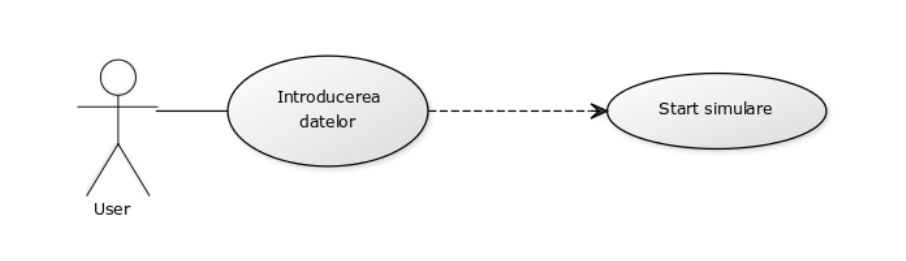 Introducerea
datelor
Start simulare
User